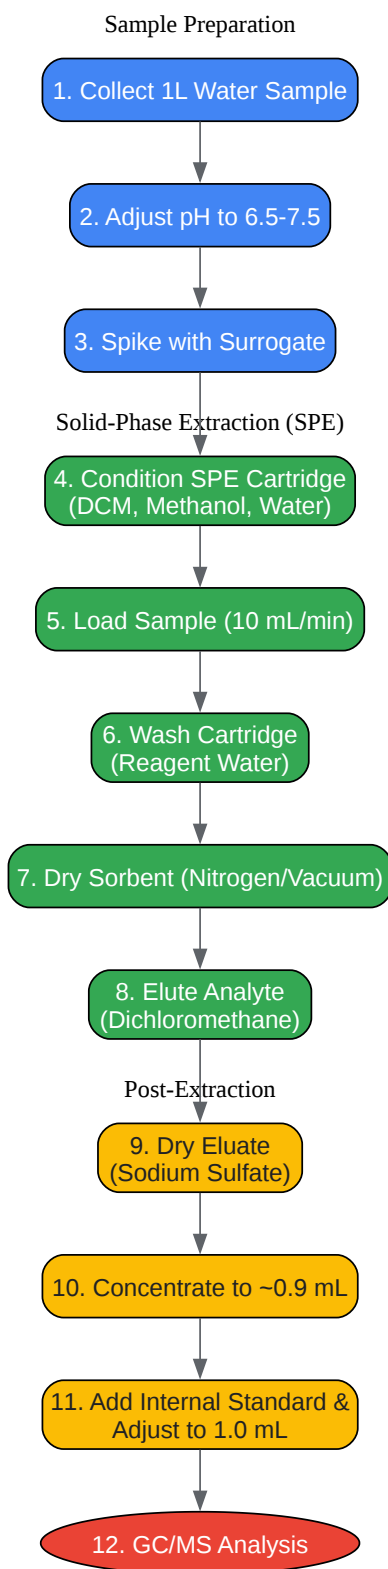 Sample Preparation
1. Collect 1L Water Sample
2. Adjust pH to 6.5-7.5
3. Spike with Surrogate
Solid-Phase Extraction (SPE)
4. Condition SPE Cartridge
(DCM, Methanol, Water)
5. Load Sample (10 mL/min)
6. Wash Cartridge
(Reagent Water)
7. Dry Sorbent (Nitrogen/Vacuum)
8. Elute Analyte
(Dichloromethane)
Post-Extraction
9. Dry Eluate
(Sodium Sulfate)
10. Concentrate to ~0.9 mL
11. Add Internal Standard &
Adjust to 1.0 mL
12. GC/MS Analysis